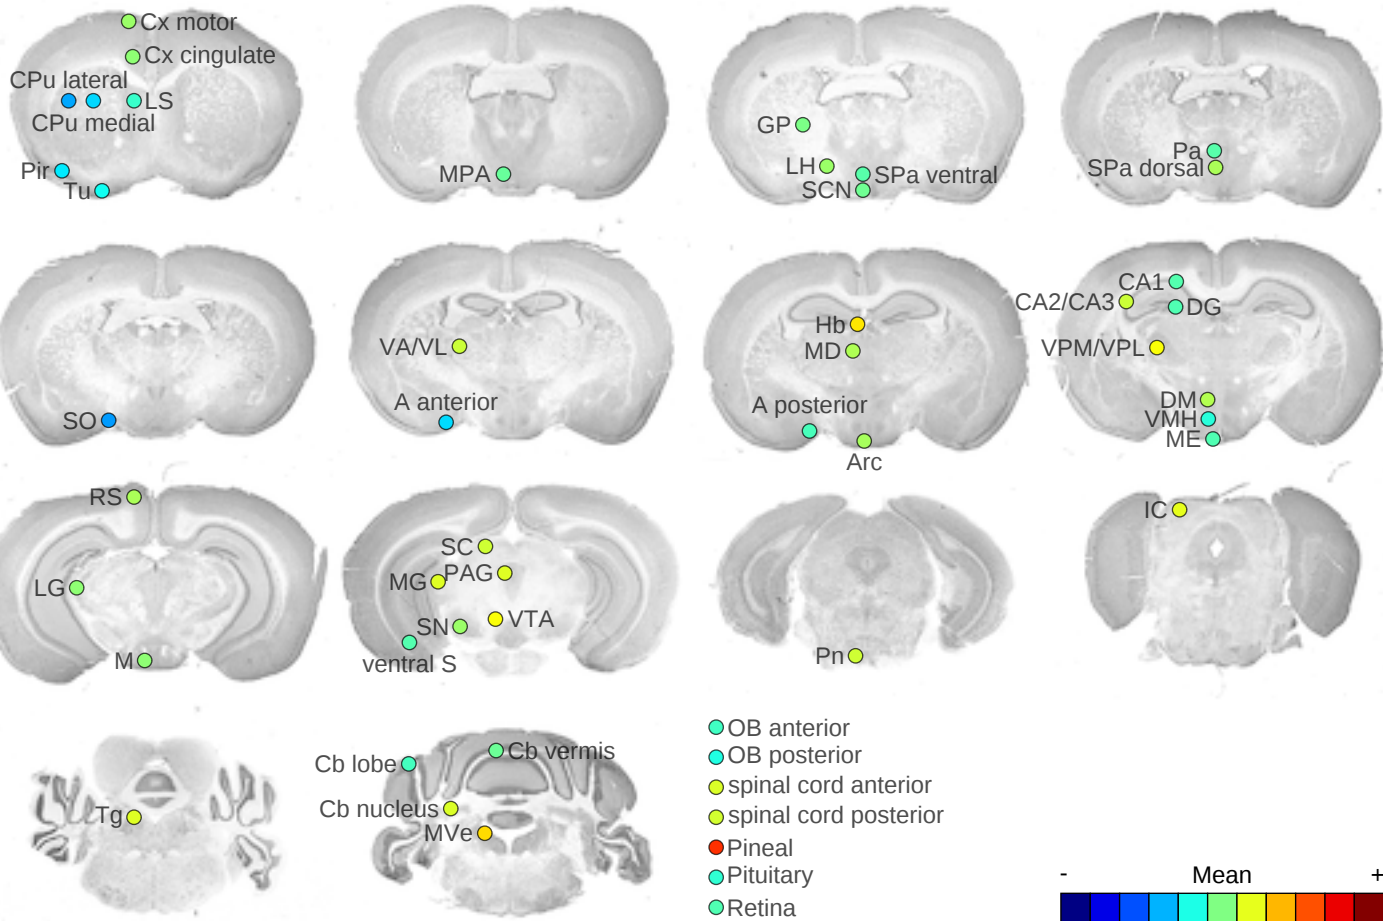 Cx motor
Cx cingulate
CPu lateral
LS
CPu medial
Pir
Tu
MPA
GP
LH
SPa ventral
SCN
Pa
SPa dorsal
SO
VA/VL
A anterior
Hb
MD
A posterior
Arc
CA1
CA2/CA3
DG
VPM/VPL
DM
VMH
ME
RS
LG
M
SC
MG
PAG
VTA
SN
ventral S
Pn
IC
Tg
Cb vermis
Cb lobe
Cb nucleus
MVe
OB anterior
OB posterior
spinal cord anterior
spinal cord posterior
Pineal
Pituitary
Retina
- Mean +